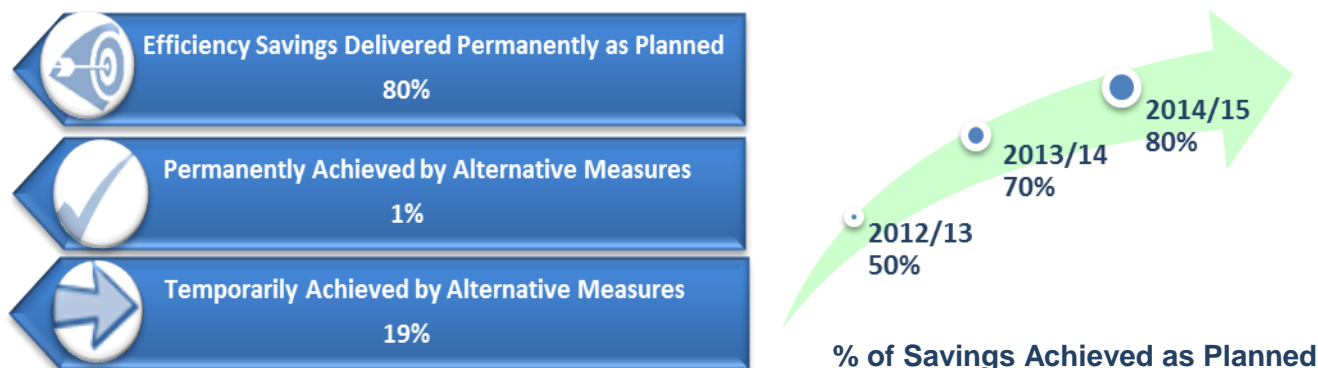 Efficiency Savings Delivered Permanently as Planned
80%
Permanently Achieved by Alternative Measures
1%
Temporarily Achieved by Alternative Measures
19%
2014/15
80%
2013/14
70%
2012/13
50%
% of Savings Achieved as Planned